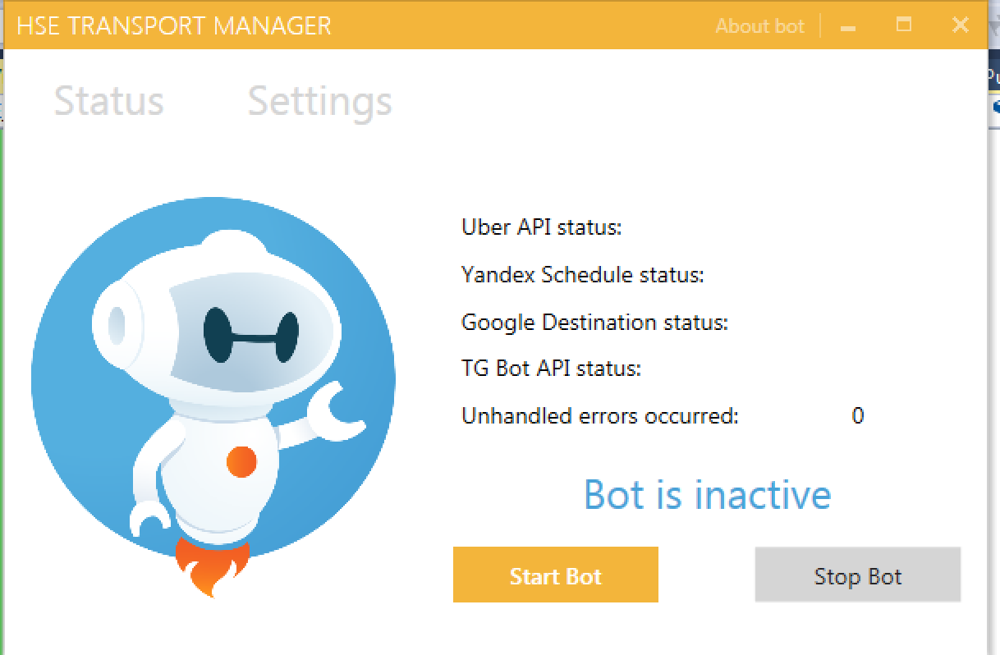 HSE TRANSPORT MANAGER About bot
Status Settings
Uber API status:
Yandex Schedule status:
Google Destination status:
TG Bot API status:
Unhandled errors occurred: 0
Bot is inactive
Start Bot Stop Bot